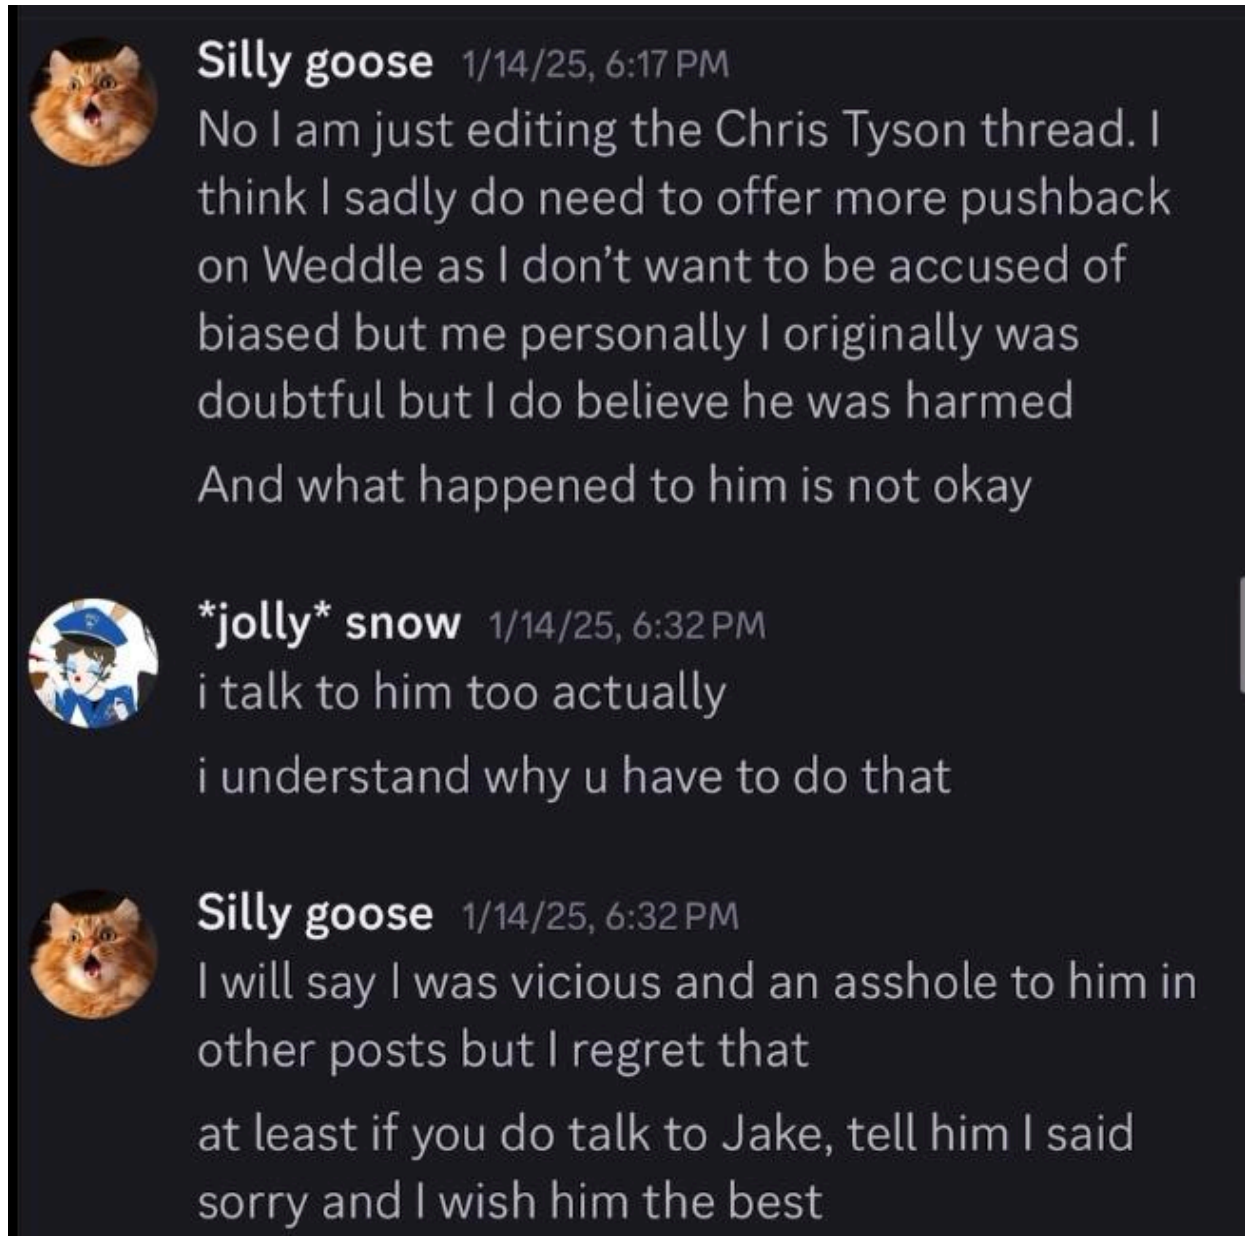 Silly goose 1/14/25, 6:17 PM
No I am just editing the Chris Tyson thread. I
think I sadly do need to offer more pushback
on Weddle as I don’t want to be accused of
biased but me personally I originally was
doubtful but I do believe he was harmed
And what happened to him is not okay
*jolly* snow 1/14/25, 6:32 PM
i talk to him too actually
i understand why u have to do that
Silly goose 1/14/25, 6:32 PM
I will say I was vicious and an asshole to him in
other posts but I regret that
at least if you do talk to Jake, tell him I said
sorry and I wish him the best